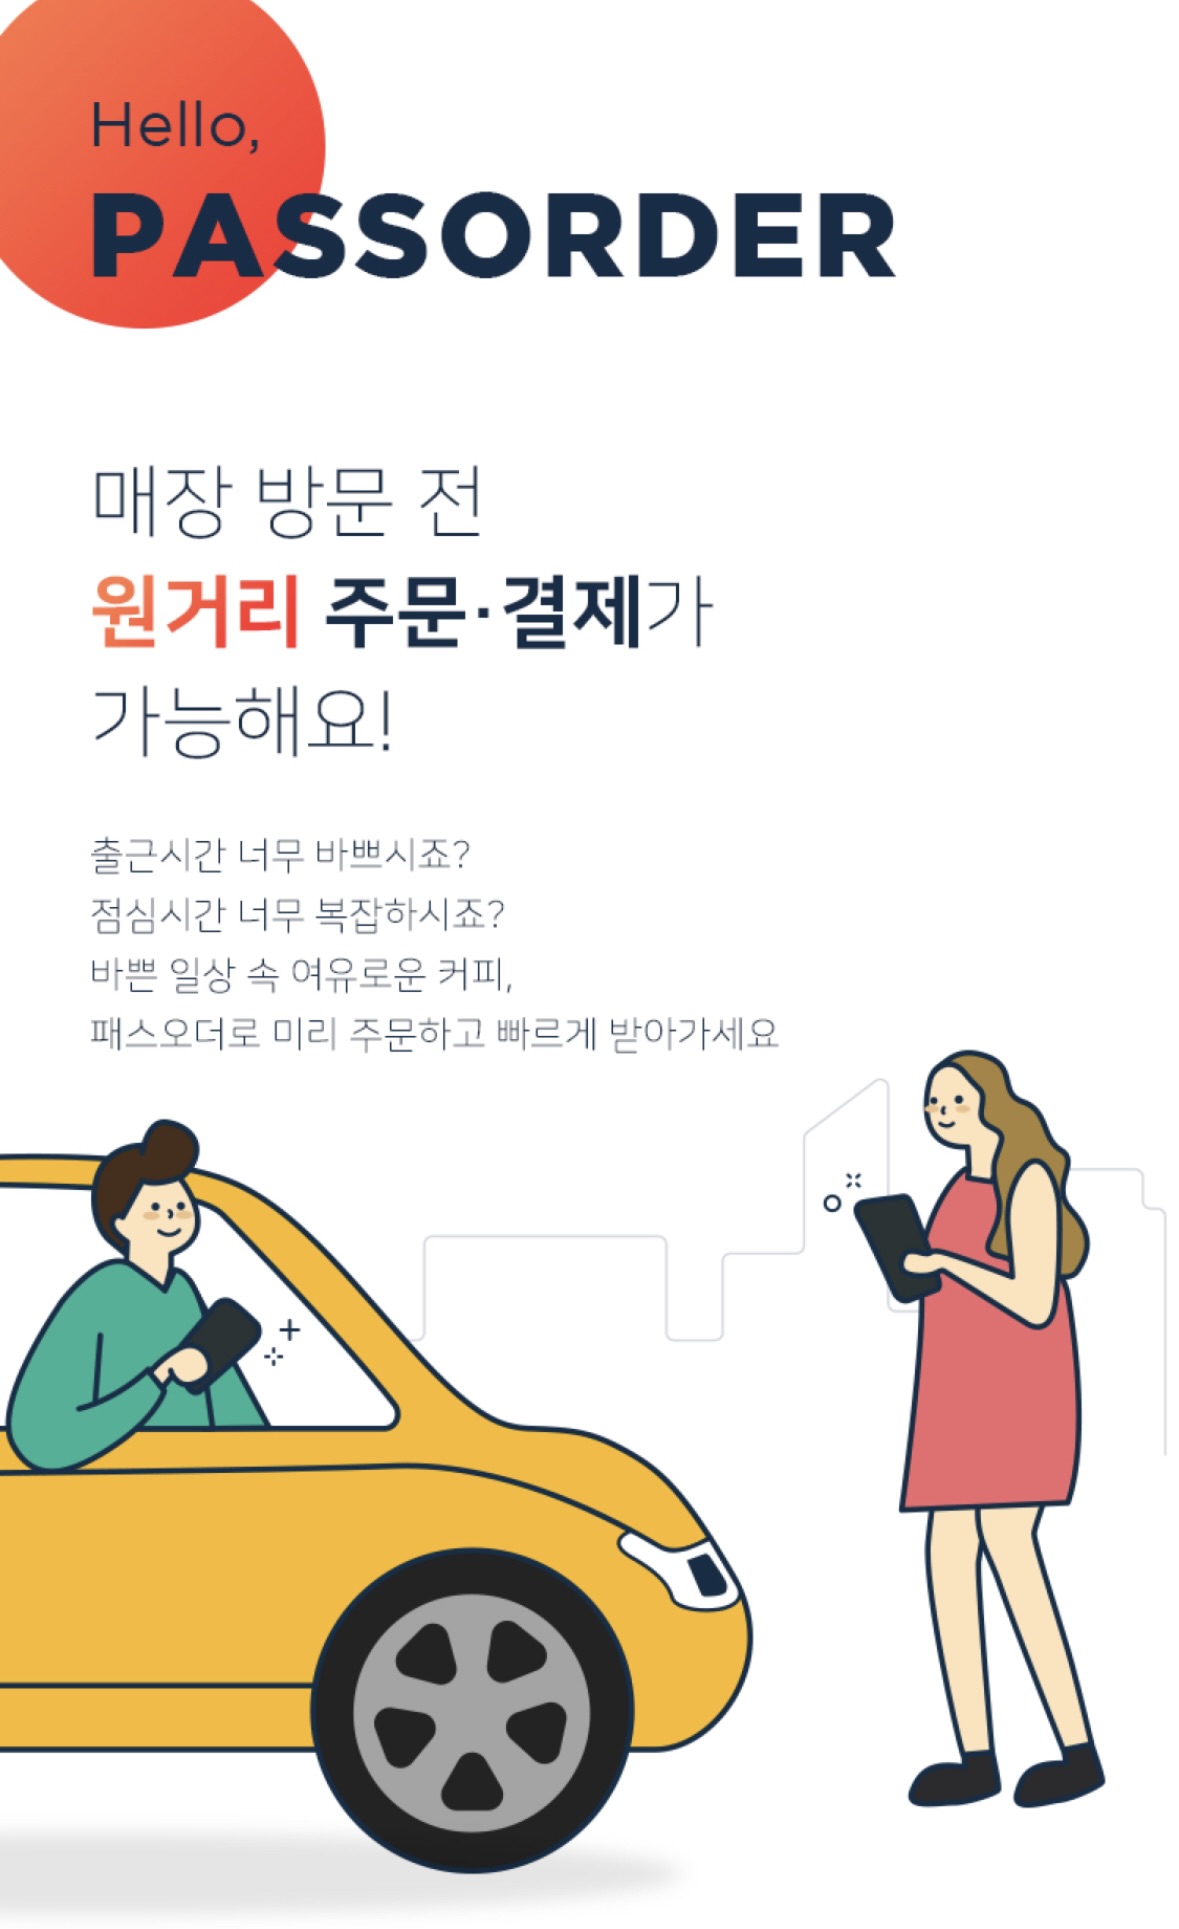 Hello,
PASSORDER
매장 방문 전
원거리 주문·결제가
가능해요!
출근시간 너무 바쁘시죠?
점심시간 너무 복잡하시죠?
바쁜 일상 속 여유로운 커피,
패스오더로 미리 주문하고 빠르게 받아가세요